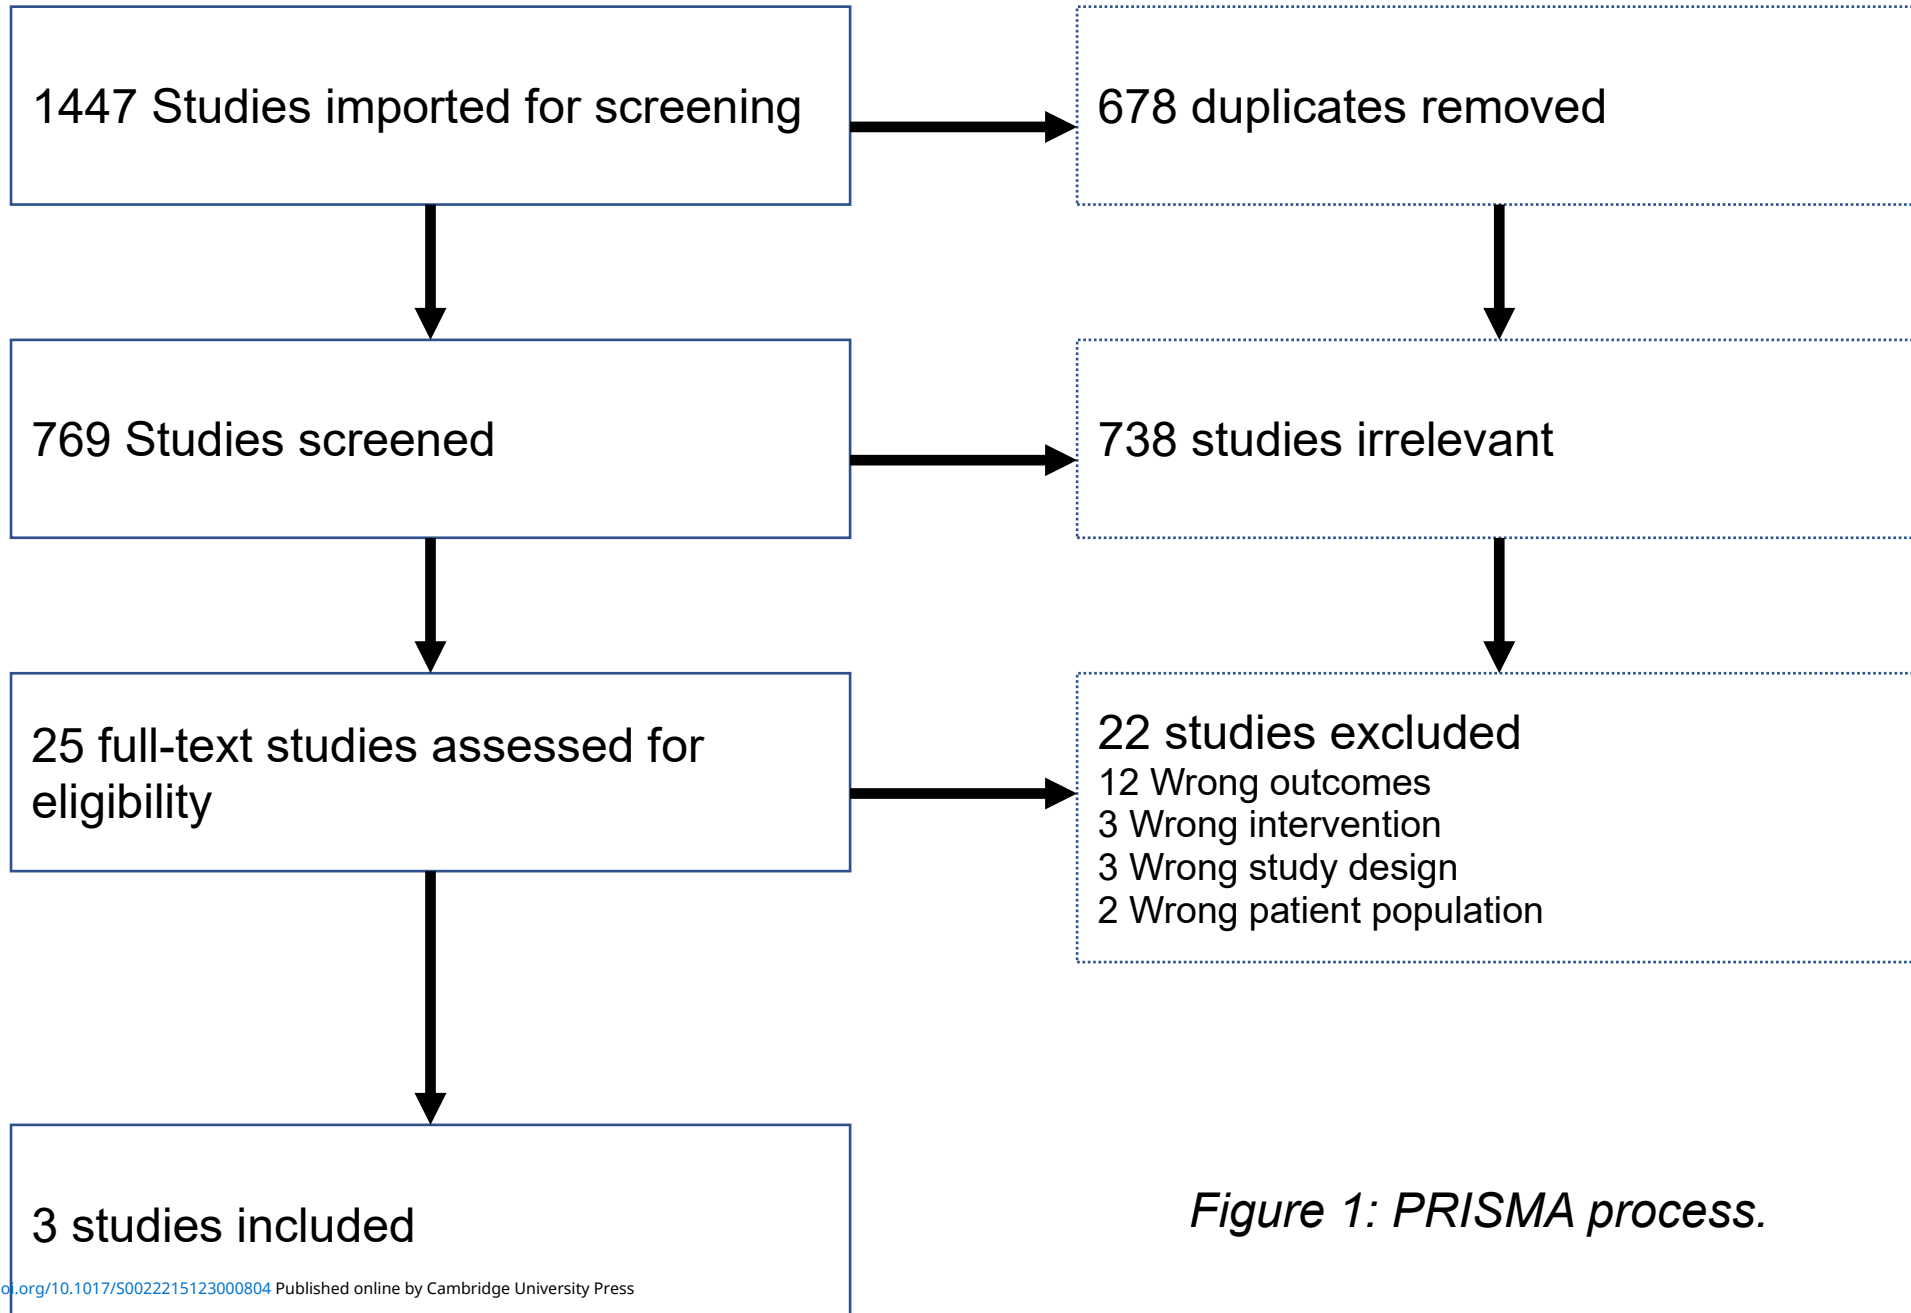 1447 Studies imported for screening
678 duplicates removed
769 Studies screened
738 studies irrelevant
25 full-text studies assessed for
eligibility
22 studies excluded
12 Wrong outcomes
3 Wrong intervention
3 Wrong study design
2 Wrong patient population
3 studies included
Figure 1: PRISMA process.
oi.org/10.1017/S0022215123000804 Published online by Cambridge University Press